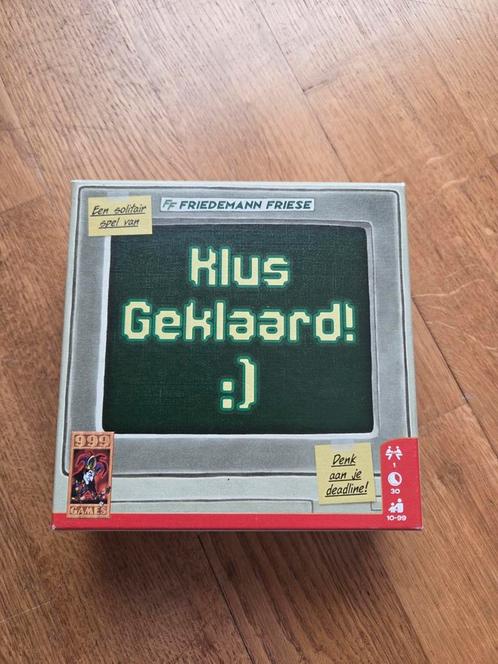 Een solitair
spel van
FF FRIEDEMANN FRIESE
Klus
Geklaard!
:)
999
GAMES
Denk
aan je
deadline!
1
30
10-99